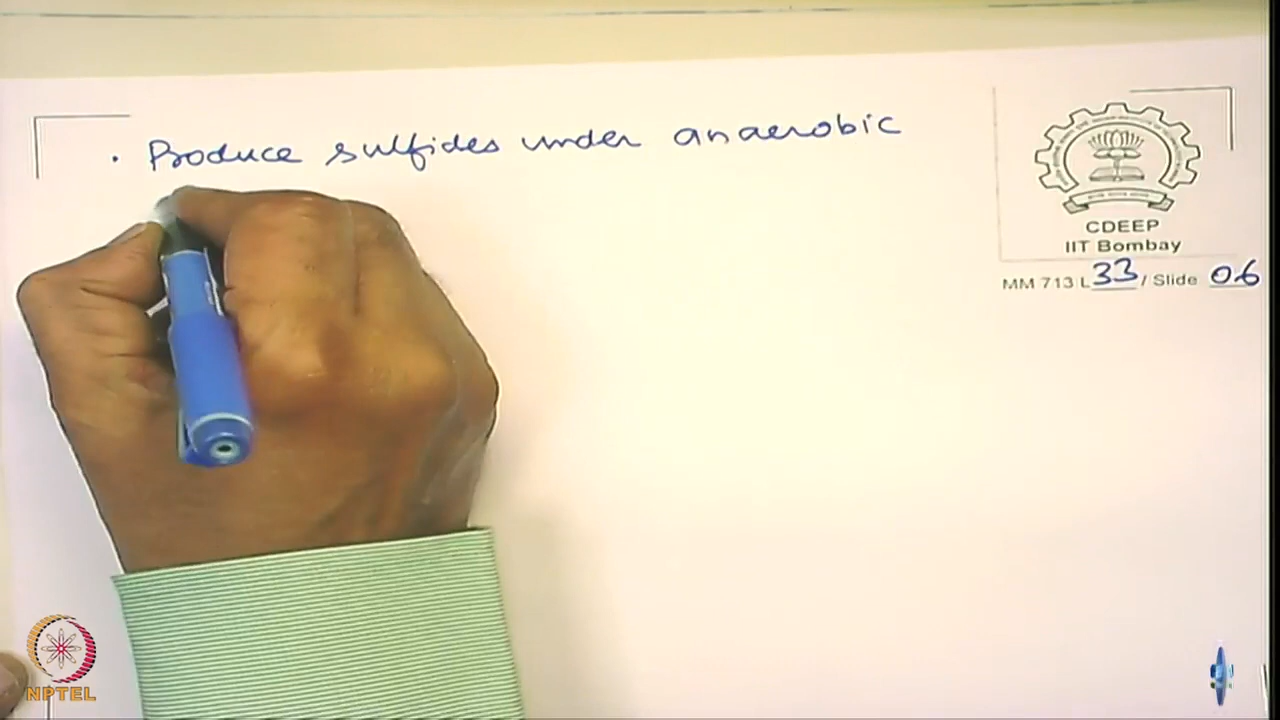 . Produce sulfides under anaerobic
CDEEP
IIT Bombay
MM 713 L 33 / Slide 06
NPTEL